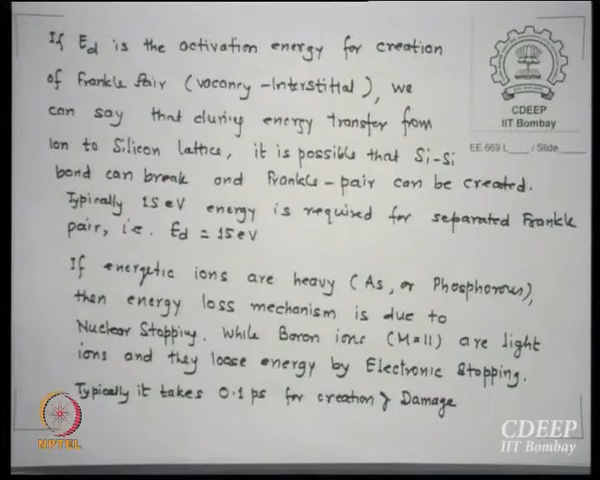 If Ed is the activation energy for creation
of Frankle Pair (Vacancy-Interstitial), we
can say that during energy transfer from
ion to Silicon lattice, it is possible that Si-Si
bond can break and Frankle-pair can be created.
Typically 15eV energy is required for separated Frankle
pair, i.e. Ed = 15eV
If energetic ions are heavy (As, or Phosphorous),
then energy loss mechanism is due to
Nuclear Stopping. While Boron ions (M=11) are light
ions and they loose energy by Electronic Stopping.
Typically it takes 0.1 ps for creation of Damage
CDEEP
IIT Bombay
EE 669 L____ / Slide____
NPTEL
CDEEP
IIT Bombay